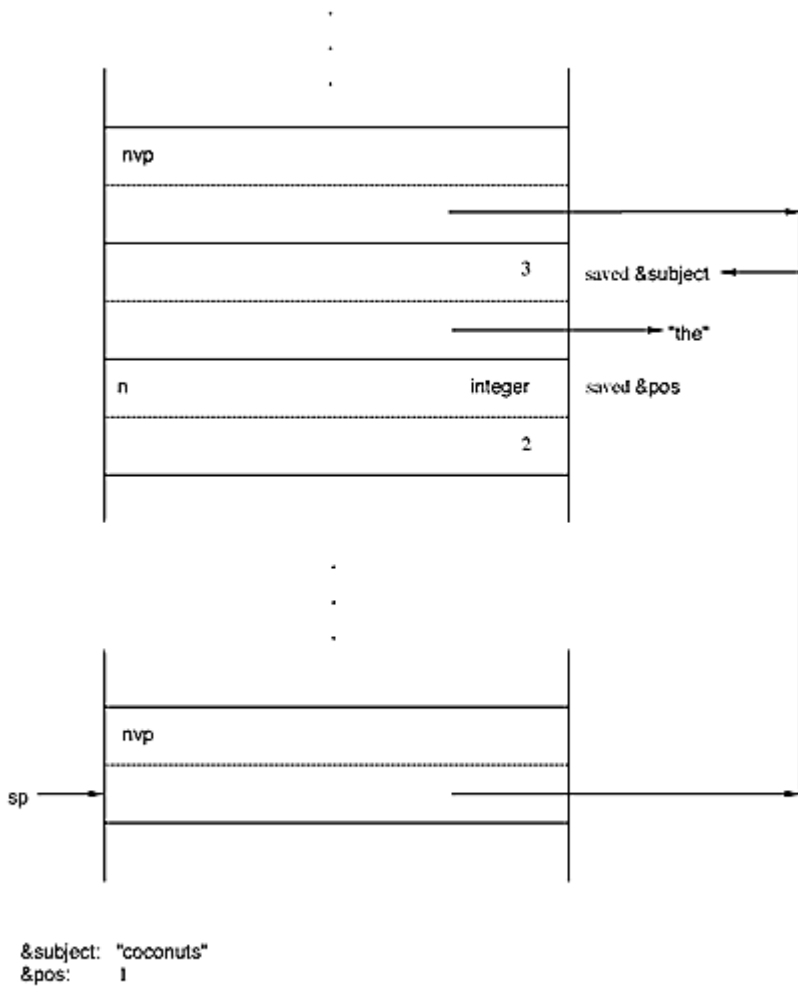 nvp
3 saved &subject
"the"
n integer saved &pos
2
nvp
sp
&subject: "coconuts"
&pos: 1